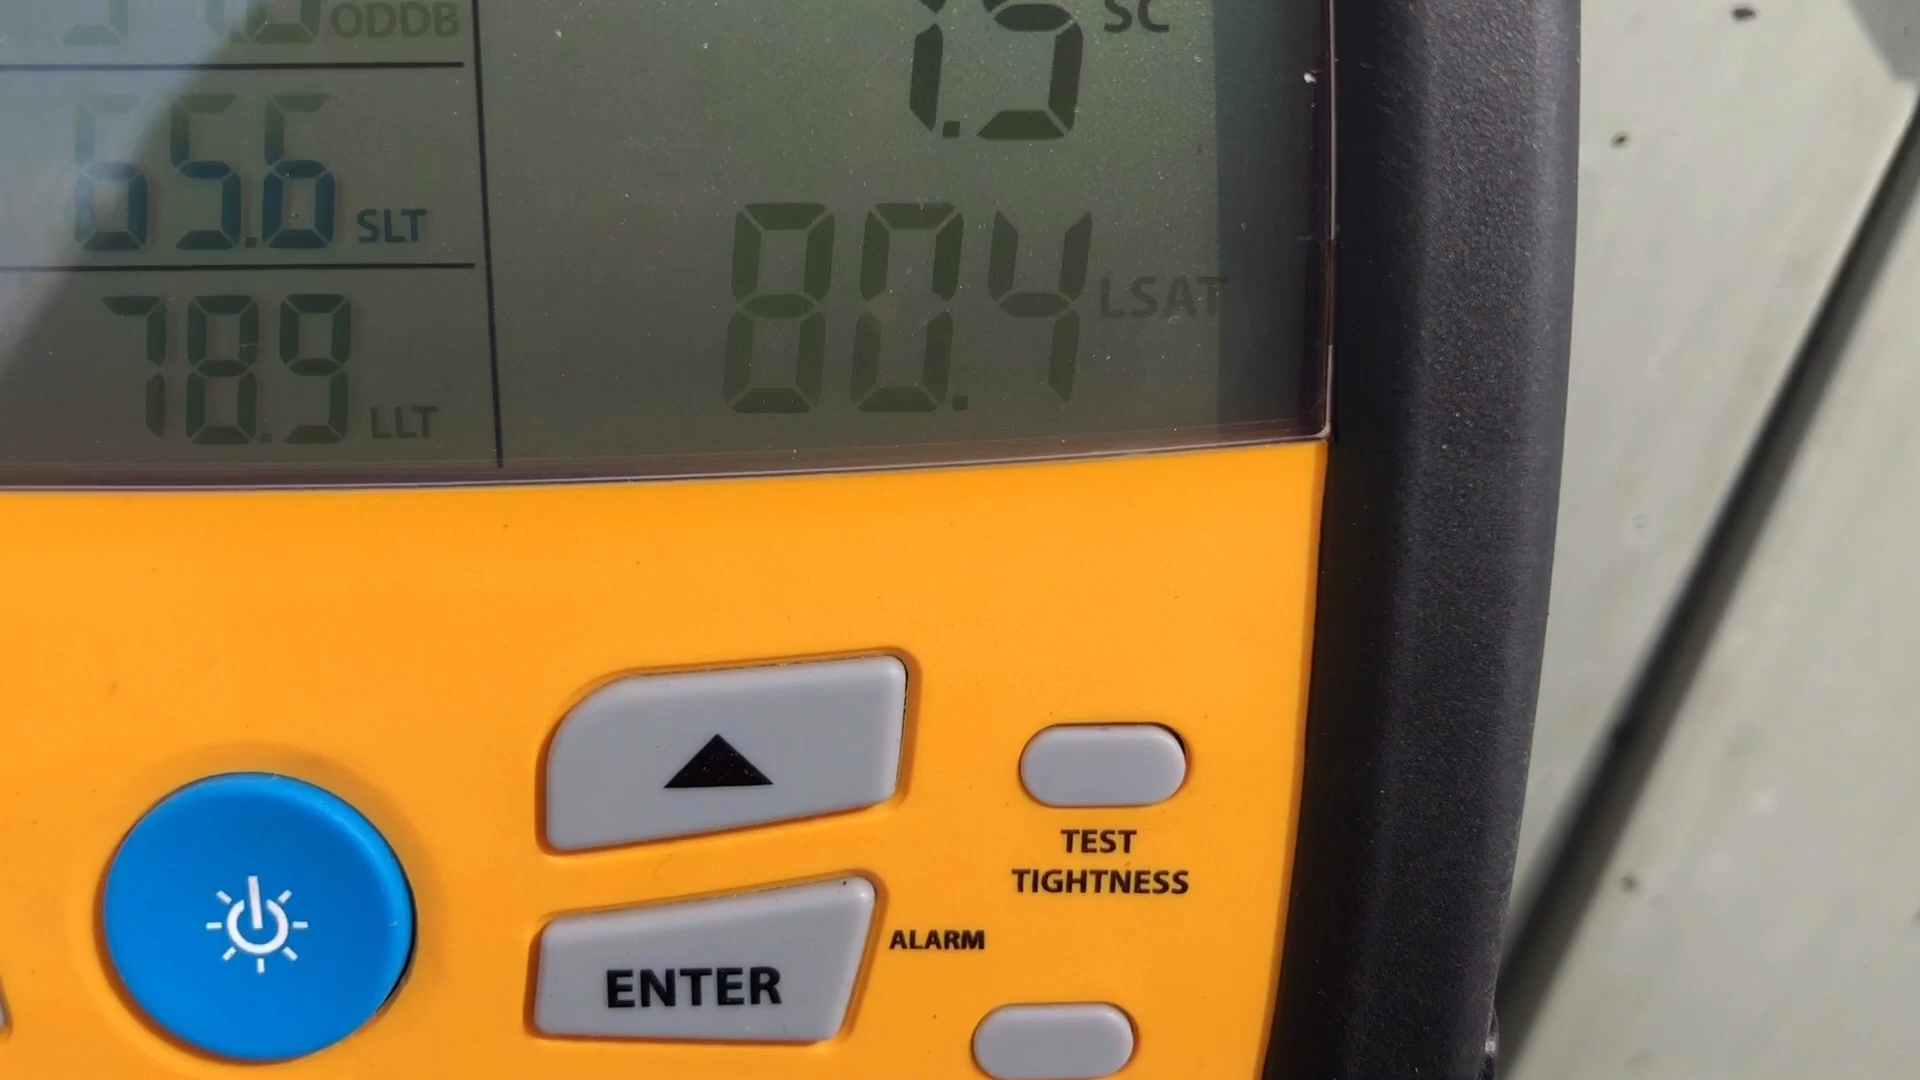 ODDB
1.5 SC
65.6 SLT
80.4 LSAT
78.9 LLT
TEST
TIGHTNESS
ALARM
ENTER